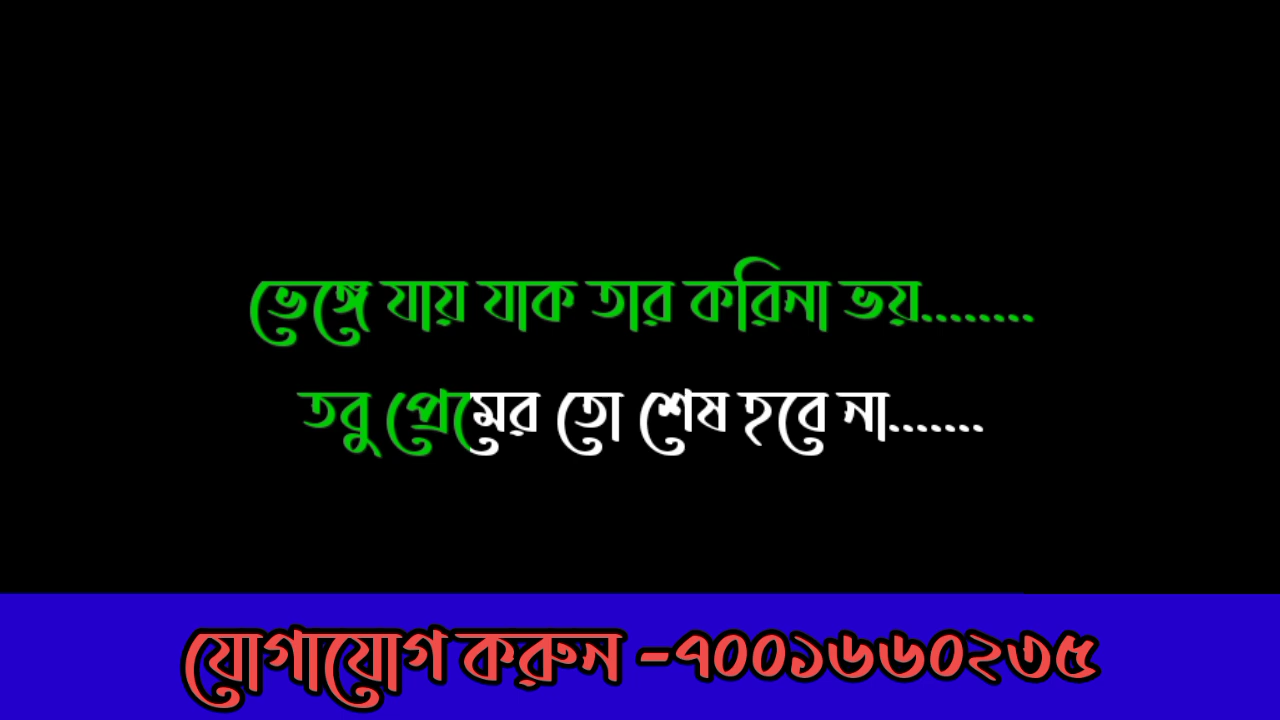 ভেঙ্গে যায় যাক তার করিনা ভয়........
তবু প্রেমের তো শেষ হবে না.......
যোগাযোগ করুন -৭০০১৬৬০২৩৫